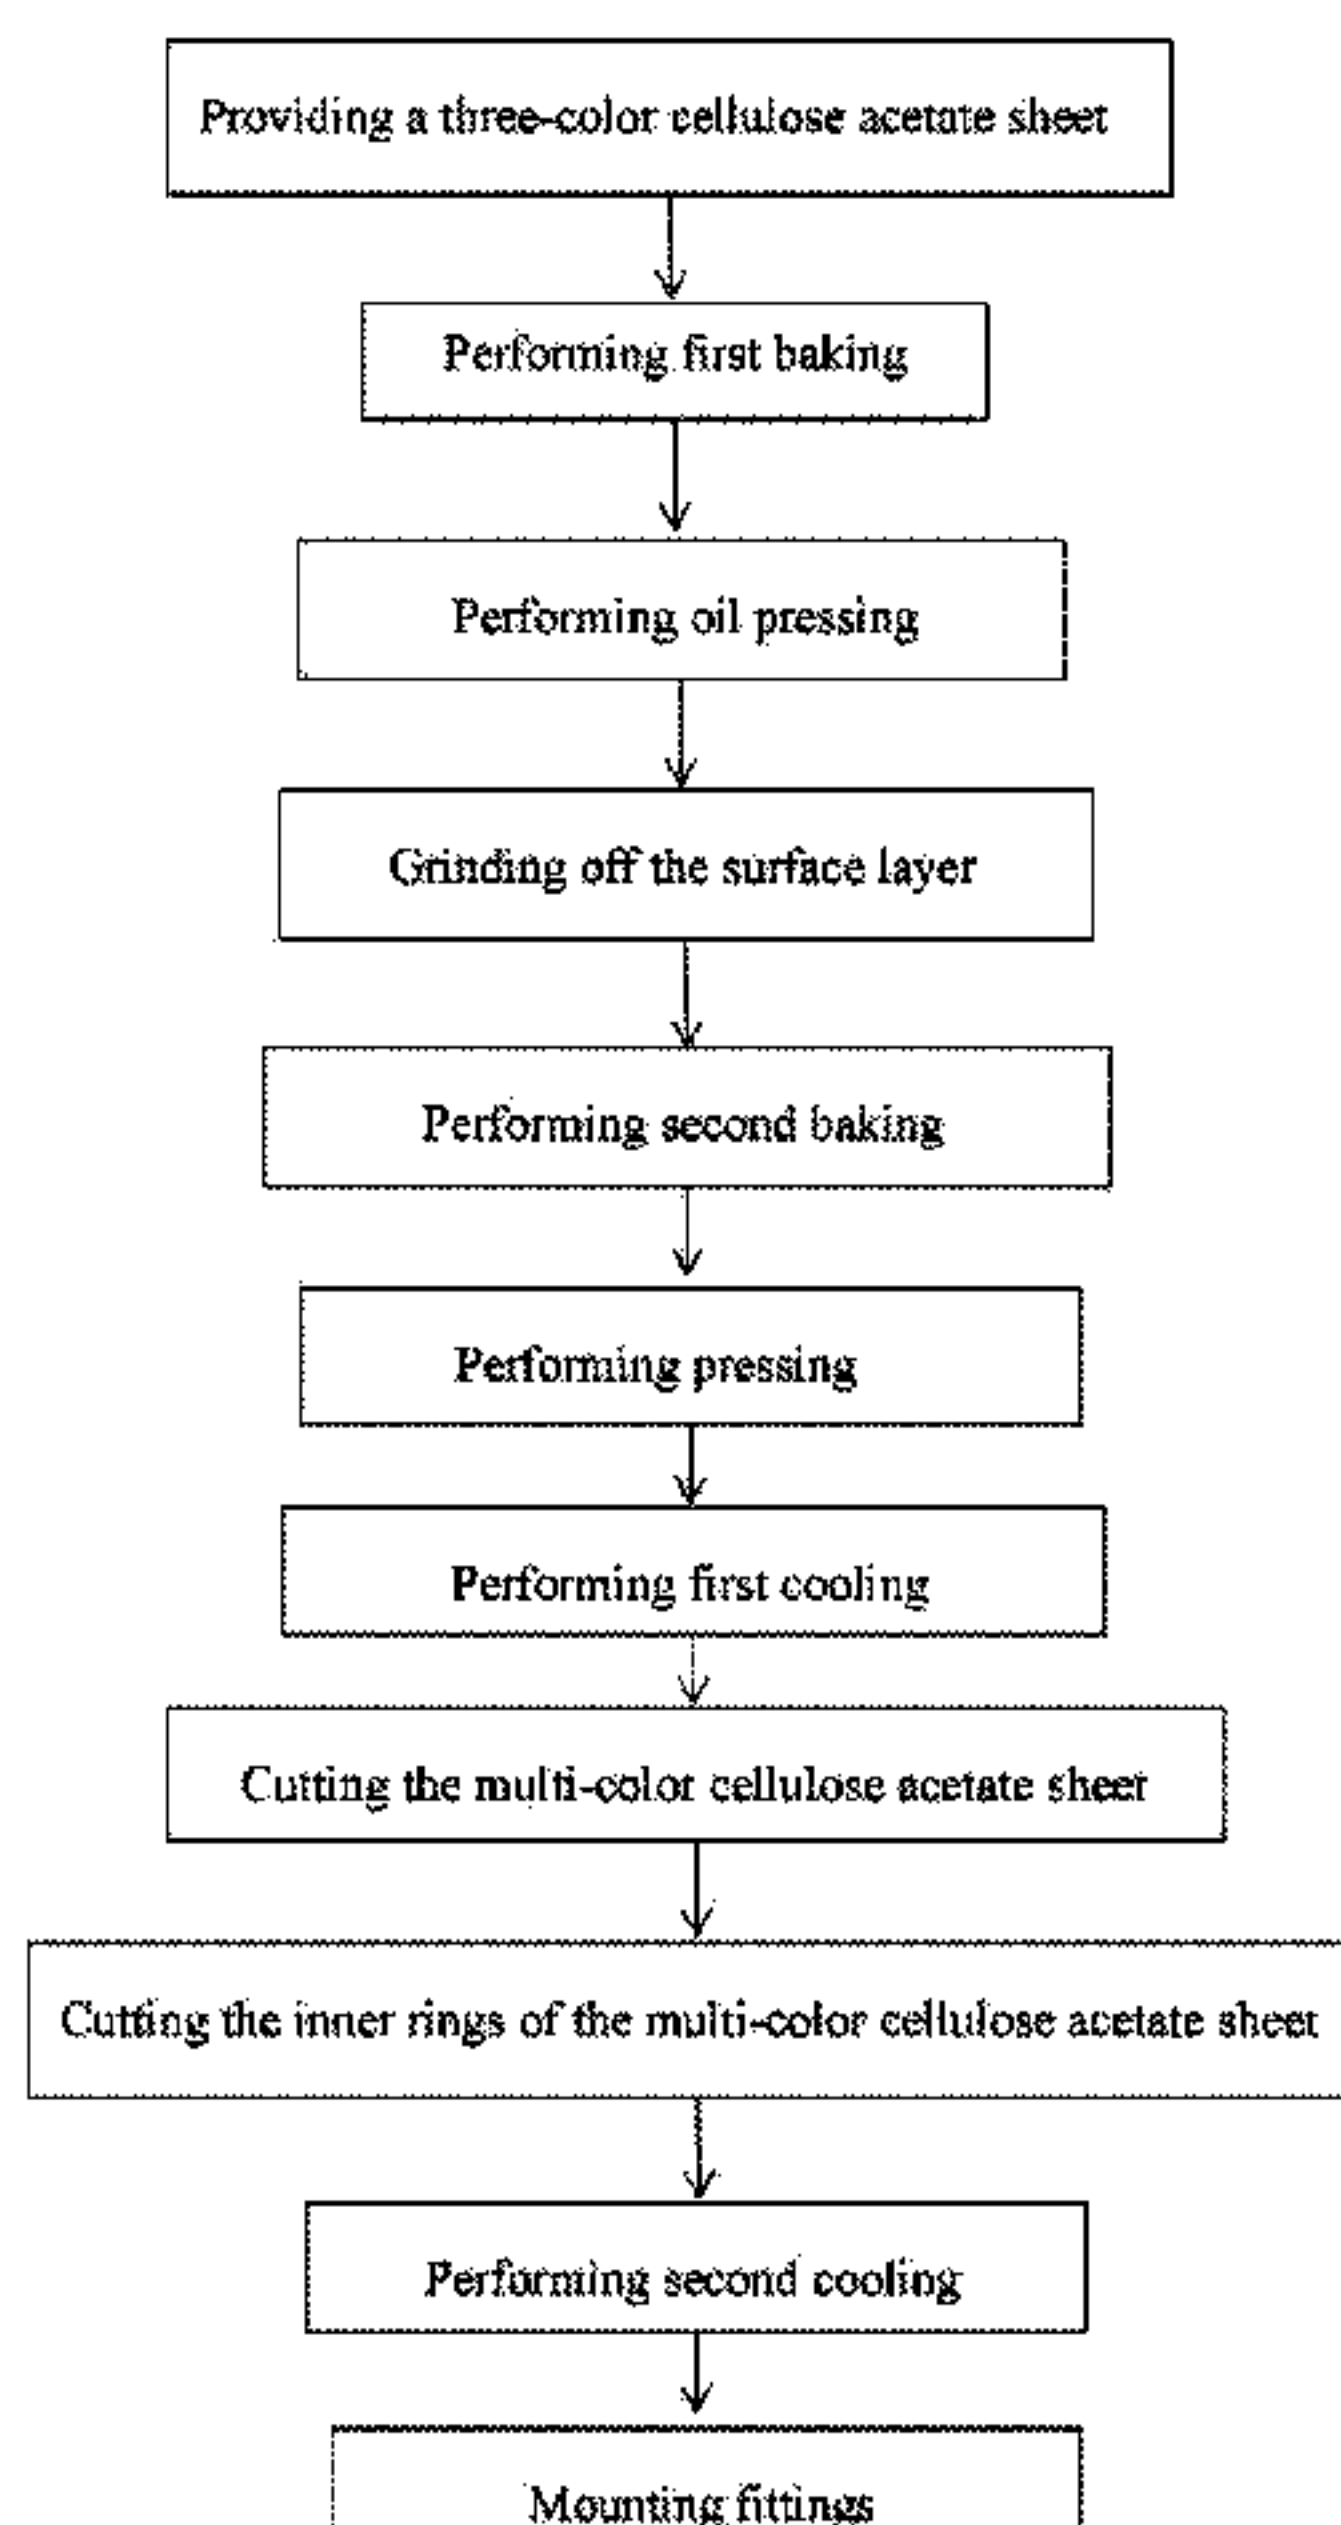 Providing a three-color cellulose acetate sheet
Performing first baking
Performing oil pressing
Grinding off the surface layer
Performing second baking
Performing pressing
Performing first cooling
Cutting the multi-color cellulose acetate sheet
Cutting the inner rings of the multi-color cellulose acetate sheet
Performing second cooling
Mounting fittings